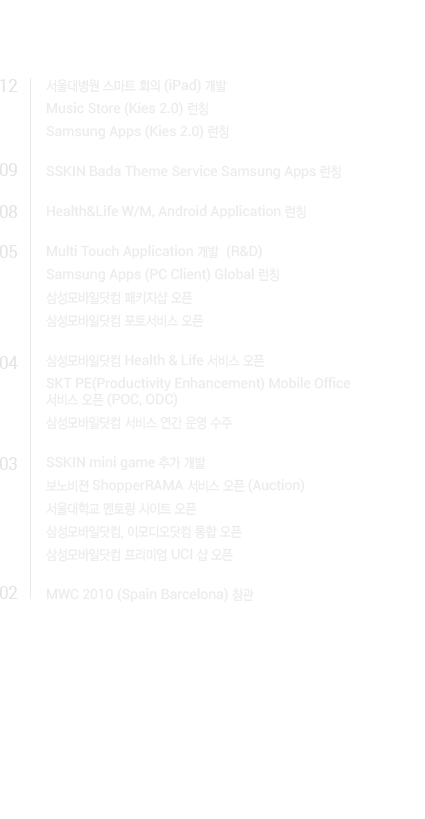 12
서울대병원 스마트 회의 (iPad) 개발
Music Store (Kies 2.0) 런칭
Samsung Apps (Kies 2.0) 런칭
09
SSKIN Bada Theme Service Samsung Apps 런칭
08
Health&Life W/M, Android Application 런칭
05
Multi Touch Application 개발 (R&D)
Samsung Apps (PC Client) Global 런칭
삼성모바일닷컴 패키지샵 오픈
삼성모바일닷컴 포토서비스 오픈
04
삼성모바일닷컴 Health & Life 서비스 오픈
SKT PE(Productivity Enhancement) Mobile Office
서비스 오픈 (POC, ODC)
삼성모바일닷컴 서비스 연간 운영 수주
03
SSKIN mini game 추가 개발
보노비젼 ShopperRAMA 서비스 오픈 (Auction)
서울대학교 멘토링 사이트 오픈
삼성모바일닷컴, 이모디오닷컴 통합 오픈
삼성모바일닷컴 프리미엄 UCI 샵 오픈
02
MWC 2010 (Spain Barcelona) 참관